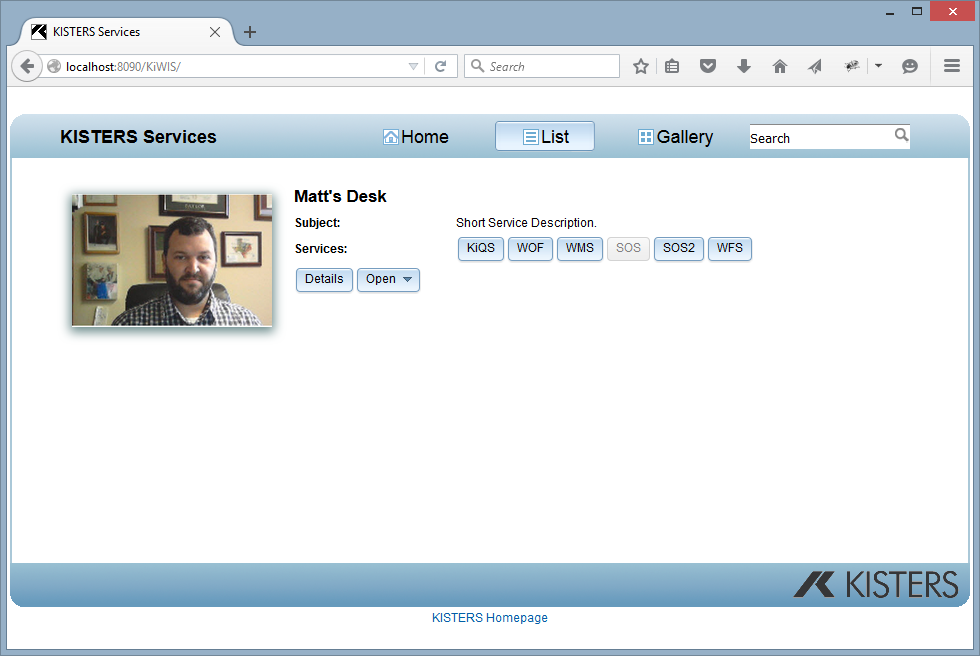 KISTERS Services
localhost:8090/KiWIS/
Search
KISTERS Services
Home
List
Gallery
Search
Matt's Desk
Subject: Short Service Description.
Services: KiQS WOF WMS SOS SOS2 WFS
Details Open
KISTERS
KISTERS Homepage